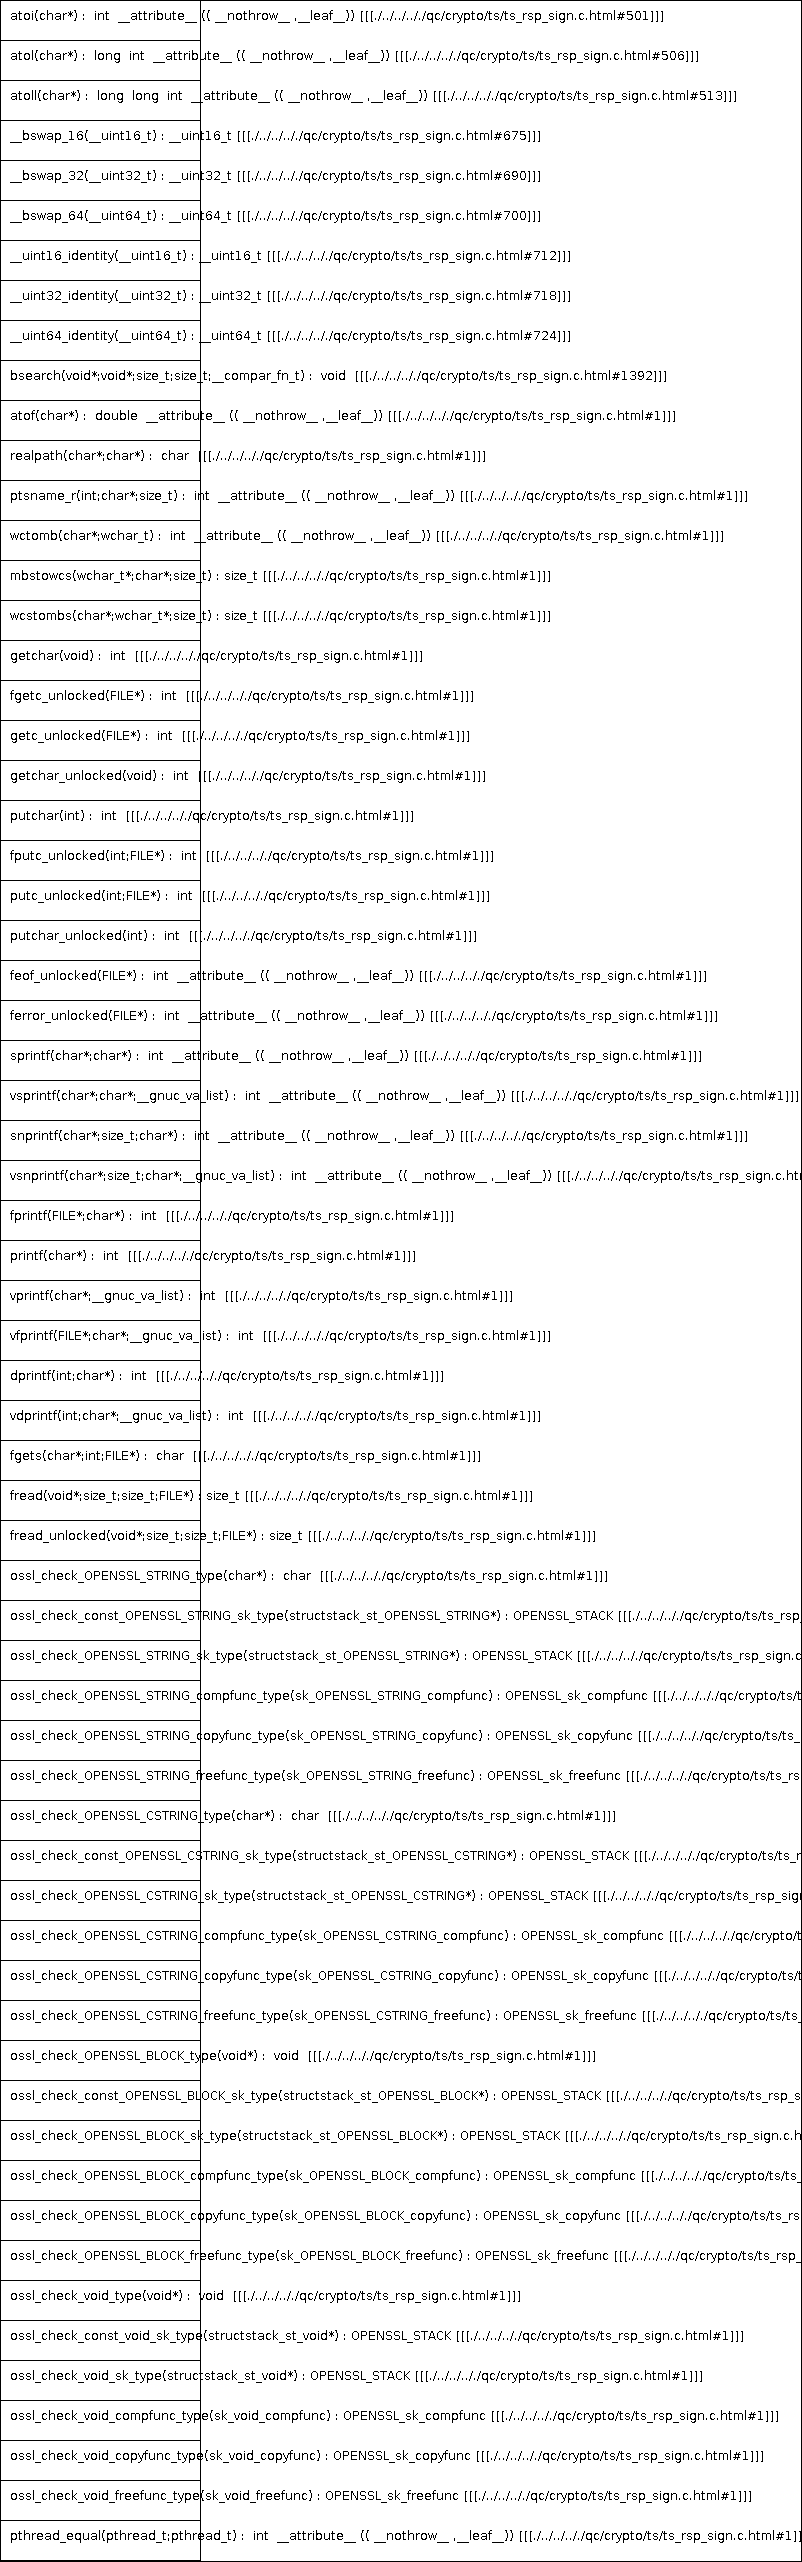 atoi(char*) :  int  __attribute__ (( __nothrow__ ,__leaf__)) [[[./../../../../qc/crypto/ts/ts_rsp_sign.c.html#501]]]
atol(char*) :  long  int  __attribute__ (( __nothrow__ ,__leaf__)) [[[./../../../../qc/crypto/ts/ts_rsp_sign.c.html#506]]]
atoll(char*) :  long  long  int  __attribute__ (( __nothrow__ ,__leaf__)) [[[./../../../../qc/crypto/ts/ts_rsp_sign.c.html#513]]]
__bswap_16(__uint16_t) : __uint16_t [[[./../../../../qc/crypto/ts/ts_rsp_sign.c.html#675]]]
__bswap_32(__uint32_t) : __uint32_t [[[./../../../../qc/crypto/ts/ts_rsp_sign.c.html#690]]]
__bswap_64(__uint64_t) : __uint64_t [[[./../../../../qc/crypto/ts/ts_rsp_sign.c.html#700]]]
__uint16_identity(__uint16_t) : __uint16_t [[[./../../../../qc/crypto/ts/ts_rsp_sign.c.html#712]]]
__uint32_identity(__uint32_t) : __uint32_t [[[./../../../../qc/crypto/ts/ts_rsp_sign.c.html#718]]]
__uint64_identity(__uint64_t) : __uint64_t [[[./../../../../qc/crypto/ts/ts_rsp_sign.c.html#724]]]
bsearch(void*;void*;size_t;size_t;__compar_fn_t) :  void  [[[./../../../../qc/crypto/ts/ts_rsp_sign.c.html#1392]]]
atof(char*) :  double  __attribute__ (( __nothrow__ ,__leaf__)) [[[./../../../../qc/crypto/ts/ts_rsp_sign.c.html#1]]]
realpath(char*;char*) :  char  [[[./../../../../qc/crypto/ts/ts_rsp_sign.c.html#1]]]
ptsname_r(int;char*;size_t) :  int  __attribute__ (( __nothrow__ ,__leaf__)) [[[./../../../../qc/crypto/ts/ts_rsp_sign.c.html#1]]]
wctomb(char*;wchar_t) :  int  __attribute__ (( __nothrow__ ,__leaf__)) [[[./../../../../qc/crypto/ts/ts_rsp_sign.c.html#1]]]
mbstowcs(wchar_t*;char*;size_t) : size_t [[[./../../../../qc/crypto/ts/ts_rsp_sign.c.html#1]]]
wcstombs(char*;wchar_t*;size_t) : size_t [[[./../../../../qc/crypto/ts/ts_rsp_sign.c.html#1]]]
getchar(void) :  int  [[[./../../../../qc/crypto/ts/ts_rsp_sign.c.html#1]]]
fgetc_unlocked(FILE*) :  int  [[[./../../../../qc/crypto/ts/ts_rsp_sign.c.html#1]]]
getc_unlocked(FILE*) :  int  [[[./../../../../qc/crypto/ts/ts_rsp_sign.c.html#1]]]
getchar_unlocked(void) :  int  [[[./../../../../qc/crypto/ts/ts_rsp_sign.c.html#1]]]
putchar(int) :  int  [[[./../../../../qc/crypto/ts/ts_rsp_sign.c.html#1]]]
fputc_unlocked(int;FILE*) :  int  [[[./../../../../qc/crypto/ts/ts_rsp_sign.c.html#1]]]
putc_unlocked(int;FILE*) :  int  [[[./../../../../qc/crypto/ts/ts_rsp_sign.c.html#1]]]
putchar_unlocked(int) :  int  [[[./../../../../qc/crypto/ts/ts_rsp_sign.c.html#1]]]
feof_unlocked(FILE*) :  int  __attribute__ (( __nothrow__ ,__leaf__)) [[[./../../../../qc/crypto/ts/ts_rsp_sign.c.html#1]]]
ferror_unlocked(FILE*) :  int  __attribute__ (( __nothrow__ ,__leaf__)) [[[./../../../../qc/crypto/ts/ts_rsp_sign.c.html#1]]]
sprintf(char*;char*) :  int  __attribute__ (( __nothrow__ ,__leaf__)) [[[./../../../../qc/crypto/ts/ts_rsp_sign.c.html#1]]]
vsprintf(char*;char*;__gnuc_va_list) :  int  __attribute__ (( __nothrow__ ,__leaf__)) [[[./../../../../qc/crypto/ts/ts_rsp_sign.c.html#1]]]
snprintf(char*;size_t;char*) :  int  __attribute__ (( __nothrow__ ,__leaf__)) [[[./../../../../qc/crypto/ts/ts_rsp_sign.c.html#1]]]
vsnprintf(char*;size_t;char*;__gnuc_va_list) :  int  __attribute__ (( __nothrow__ ,__leaf__)) [[[./../../../../qc/crypto/ts/ts_rsp_sign.c.ht
fprintf(FILE*;char*) :  int  [[[./../../../../qc/crypto/ts/ts_rsp_sign.c.html#1]]]
printf(char*) :  int  [[[./../../../../qc/crypto/ts/ts_rsp_sign.c.html#1]]]
vprintf(char*;__gnuc_va_list) :  int  [[[./../../../../qc/crypto/ts/ts_rsp_sign.c.html#1]]]
vfprintf(FILE*;char*;__gnuc_va_list) :  int  [[[./../../../../qc/crypto/ts/ts_rsp_sign.c.html#1]]]
dprintf(int;char*) :  int  [[[./../../../../qc/crypto/ts/ts_rsp_sign.c.html#1]]]
vdprintf(int;char*;__gnuc_va_list) :  int  [[[./../../../../qc/crypto/ts/ts_rsp_sign.c.html#1]]]
fgets(char*;int;FILE*) :  char  [[[./../../../../qc/crypto/ts/ts_rsp_sign.c.html#1]]]
fread(void*;size_t;size_t;FILE*) : size_t [[[./../../../../qc/crypto/ts/ts_rsp_sign.c.html#1]]]
fread_unlocked(void*;size_t;size_t;FILE*) : size_t [[[./../../../../qc/crypto/ts/ts_rsp_sign.c.html#1]]]
ossl_check_OPENSSL_STRING_type(char*) :  char  [[[./../../../../qc/crypto/ts/ts_rsp_sign.c.html#1]]]
ossl_check_const_OPENSSL_STRING_sk_type(structstack_st_OPENSSL_STRING*) : OPENSSL_STACK [[[./../../../../qc/crypto/ts/ts_rsp_
ossl_check_OPENSSL_STRING_sk_type(structstack_st_OPENSSL_STRING*) : OPENSSL_STACK [[[./../../../../qc/crypto/ts/ts_rsp_sign.c
ossl_check_OPENSSL_STRING_compfunc_type(sk_OPENSSL_STRING_compfunc) : OPENSSL_sk_compfunc [[[./../../../../qc/crypto/ts/t
ossl_check_OPENSSL_STRING_copyfunc_type(sk_OPENSSL_STRING_copyfunc) : OPENSSL_sk_copyfunc [[[./../../../../qc/crypto/ts/ts_
ossl_check_OPENSSL_STRING_freefunc_type(sk_OPENSSL_STRING_freefunc) : OPENSSL_sk_freefunc [[[./../../../../qc/crypto/ts/ts_rs
ossl_check_OPENSSL_CSTRING_type(char*) :  char  [[[./../../../../qc/crypto/ts/ts_rsp_sign.c.html#1]]]
ossl_check_const_OPENSSL_CSTRING_sk_type(structstack_st_OPENSSL_CSTRING*) : OPENSSL_STACK [[[./../../../../qc/crypto/ts/ts_r
ossl_check_OPENSSL_CSTRING_sk_type(structstack_st_OPENSSL_CSTRING*) : OPENSSL_STACK [[[./../../../../qc/crypto/ts/ts_rsp_sign
ossl_check_OPENSSL_CSTRING_compfunc_type(sk_OPENSSL_CSTRING_compfunc) : OPENSSL_sk_compfunc [[[./../../../../qc/crypto/t
ossl_check_OPENSSL_CSTRING_copyfunc_type(sk_OPENSSL_CSTRING_copyfunc) : OPENSSL_sk_copyfunc [[[./../../../../qc/crypto/ts/t
ossl_check_OPENSSL_CSTRING_freefunc_type(sk_OPENSSL_CSTRING_freefunc) : OPENSSL_sk_freefunc [[[./../../../../qc/crypto/ts/ts_
ossl_check_OPENSSL_BLOCK_type(void*) :  void  [[[./../../../../qc/crypto/ts/ts_rsp_sign.c.html#1]]]
ossl_check_const_OPENSSL_BLOCK_sk_type(structstack_st_OPENSSL_BLOCK*) : OPENSSL_STACK [[[./../../../../qc/crypto/ts/ts_rsp_s
ossl_check_OPENSSL_BLOCK_sk_type(structstack_st_OPENSSL_BLOCK*) : OPENSSL_STACK [[[./../../../../qc/crypto/ts/ts_rsp_sign.c.h
ossl_check_OPENSSL_BLOCK_compfunc_type(sk_OPENSSL_BLOCK_compfunc) : OPENSSL_sk_compfunc [[[./../../../../qc/crypto/ts/ts_
ossl_check_OPENSSL_BLOCK_copyfunc_type(sk_OPENSSL_BLOCK_copyfunc) : OPENSSL_sk_copyfunc [[[./../../../../qc/crypto/ts/ts_rs
ossl_check_OPENSSL_BLOCK_freefunc_type(sk_OPENSSL_BLOCK_freefunc) : OPENSSL_sk_freefunc [[[./../../../../qc/crypto/ts/ts_rsp_
ossl_check_void_type(void*) :  void  [[[./../../../../qc/crypto/ts/ts_rsp_sign.c.html#1]]]
ossl_check_const_void_sk_type(structstack_st_void*) : OPENSSL_STACK [[[./../../../../qc/crypto/ts/ts_rsp_sign.c.html#1]]]
ossl_check_void_sk_type(structstack_st_void*) : OPENSSL_STACK [[[./../../../../qc/crypto/ts/ts_rsp_sign.c.html#1]]]
ossl_check_void_compfunc_type(sk_void_compfunc) : OPENSSL_sk_compfunc [[[./../../../../qc/crypto/ts/ts_rsp_sign.c.html#1]]]
ossl_check_void_copyfunc_type(sk_void_copyfunc) : OPENSSL_sk_copyfunc [[[./../../../../qc/crypto/ts/ts_rsp_sign.c.html#1]]]
ossl_check_void_freefunc_type(sk_void_freefunc) : OPENSSL_sk_freefunc [[[./../../../../qc/crypto/ts/ts_rsp_sign.c.html#1]]]
pthread_equal(pthread_t;pthread_t) :  int  __attribute__ (( __nothrow__ ,__leaf__)) [[[./../../../../qc/crypto/ts/ts_rsp_sign.c.html#1]]]